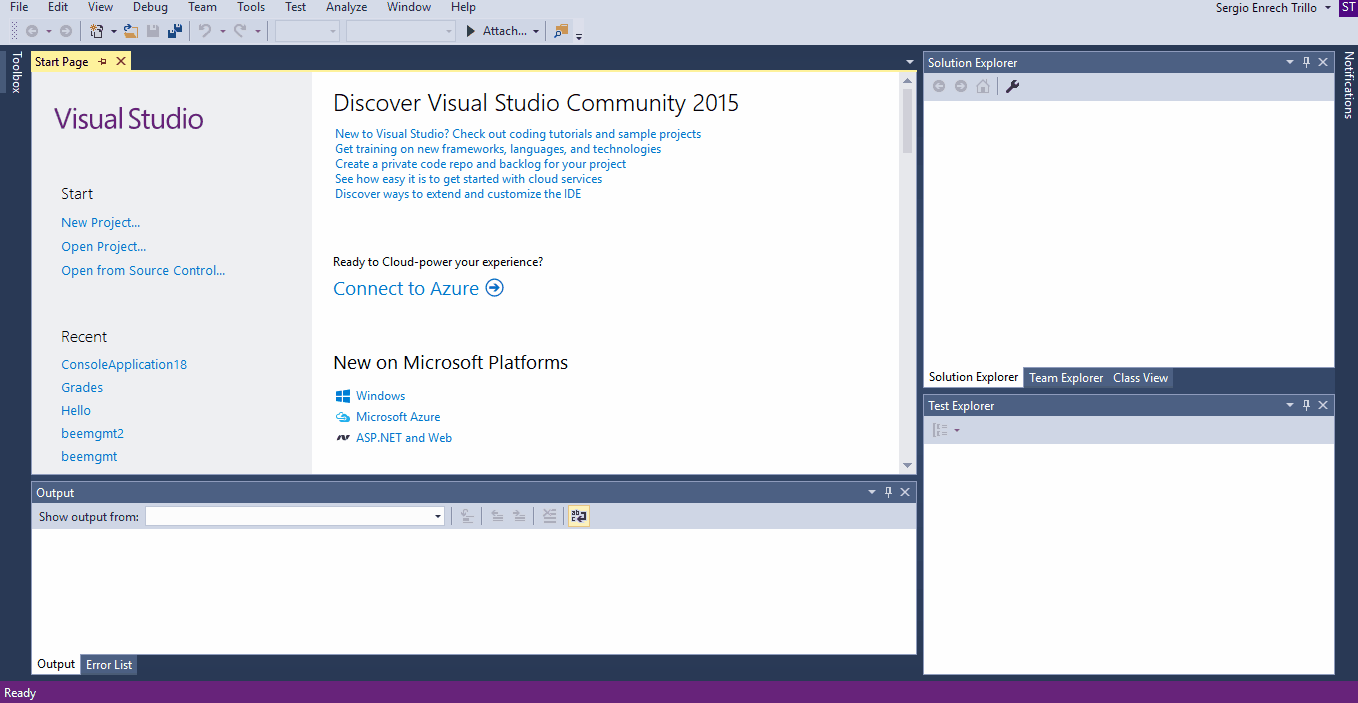 File Edit View Debug Team Tools Test Analyze Window Help Sergio Enrech Trillo ST
Attach...
Toolbox
Start Page
Visual Studio
Start
New Project...
Open Project...
Open from Source Control...
Recent
ConsoleApplication18
Grades
Hello
beemgmt2
beemgmt
Discover Visual Studio Community 2015
New to Visual Studio? Check out coding tutorials and sample projects
Get training on new frameworks, languages, and technologies
Create a private code repo and backlog for your project
See how easy it is to get started with cloud services
Discover ways to extend and customize the IDE
Ready to Cloud-power your experience?
Connect to Azure
New on Microsoft Platforms
Windows
Microsoft Azure
ASP.NET and Web
Solution Explorer
Solution Explorer Team Explorer Class View
Notifications
Test Explorer
Output
Show output from:
Output Error List
Ready